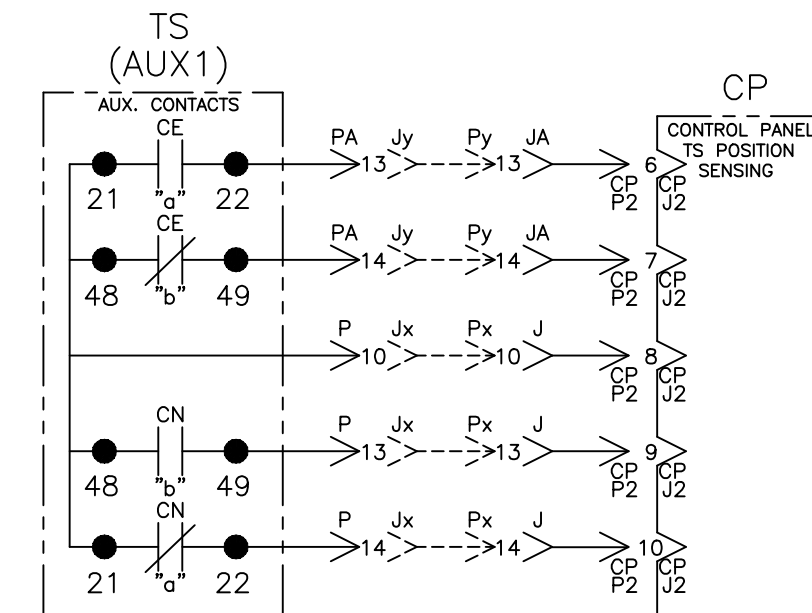 TS
(AUX1)
AUX. CONTACTS
CP
CONTROL PANEL
TS POSITION
SENSING
CE
PA Jy Py JA
13 13 6
21 "a" 22
CP CP
P2 J2
CE
PA Jy Py JA
14 14 7
48 "b" 49
CP CP
P2 J2
P Jx Px J
10 10 8
CP CP
P2 J2
CN
P Jx Px J
13 13 9
48 "b" 49
CP CP
P2 J2
CN
P Jx Px J
14 14 10
21 "a" 22
CP CP
P2 J2